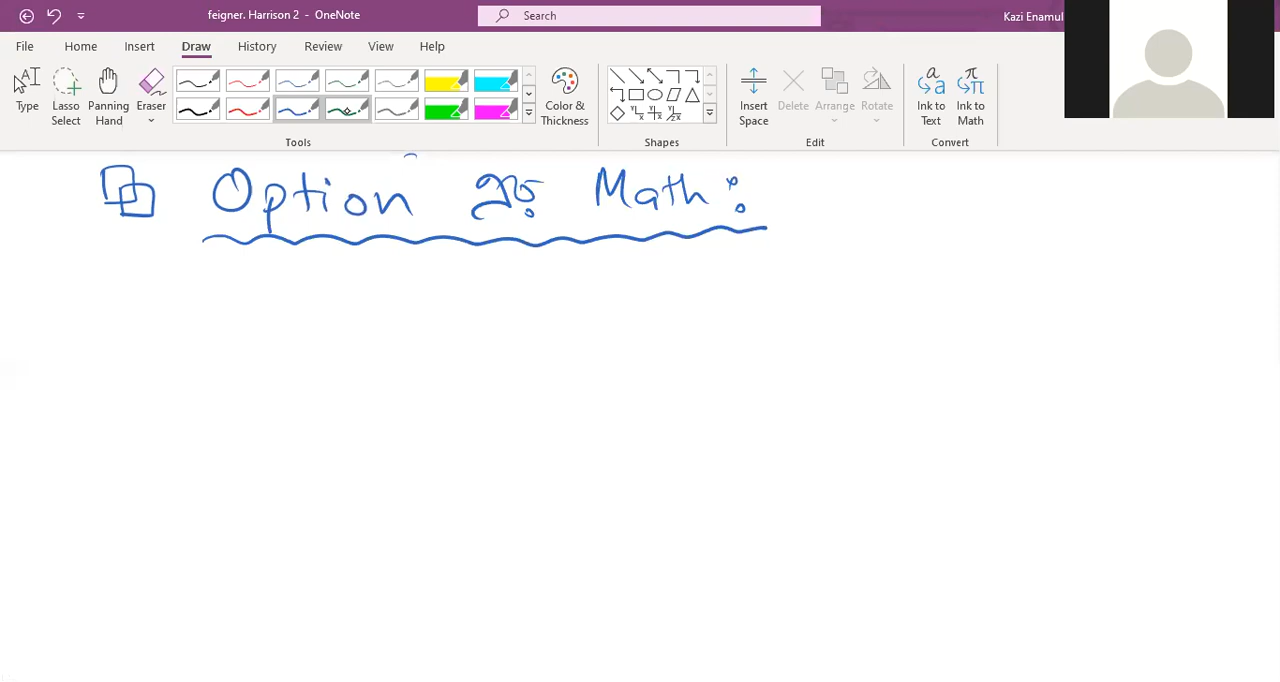 feigner. Harrison 2 - OneNote
Search
Kazi Enamul
File Home Insert Draw History Review View Help
Type
Lasso Select
Panning Hand
Eraser
Color & Thickness
Insert Space
Delete
Arrange
Rotate
Ink to Text
Ink to Math
Tools
Shapes
Edit
Convert
Option Math: